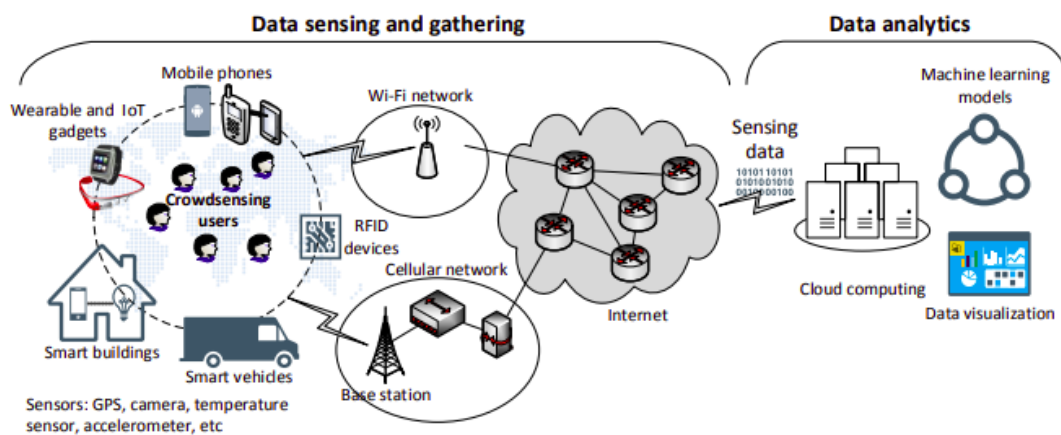 Data sensing and gathering
Data analytics
Mobile phones
Wearable and IoT
gadgets
Wi-Fi network
Machine learning
models
Sensing
data
10101 10101
0101001010
0010100100
Crowdsensing
users
RFID
devices
Cellular network
Internet
Cloud computing
Data visualization
Smart buildings
Smart vehicles
Base station
Sensors: GPS, camera, temperature
sensor, accelerometer, etc